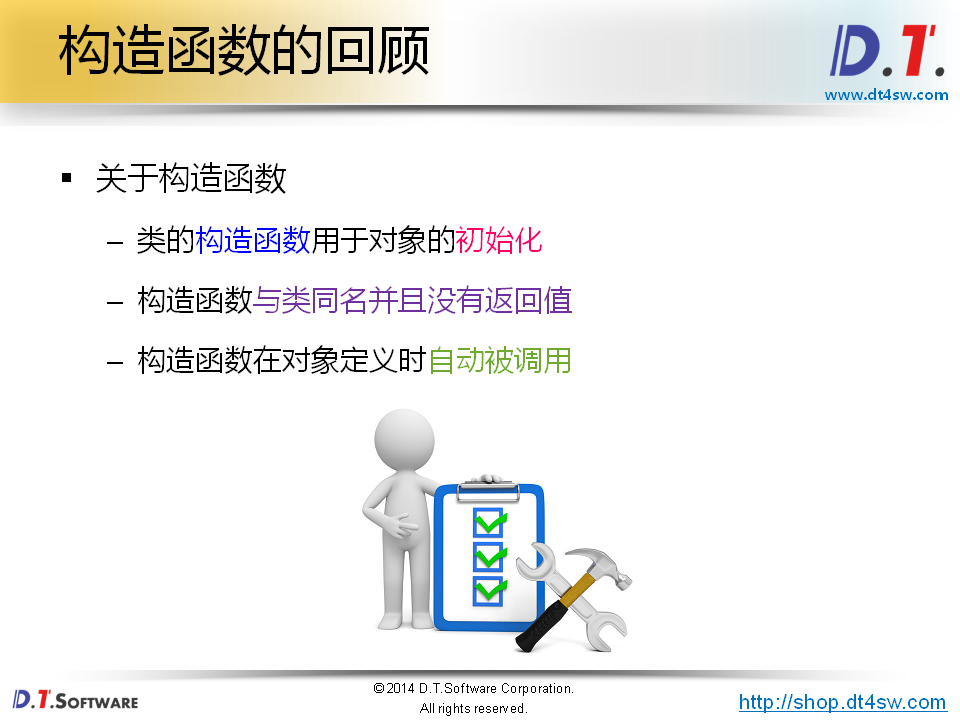 构造函数的回顾
D.T.
www.dt4sw.com
▪ 关于构造函数
– 类的构造函数用于对象的初始化
– 构造函数与类同名并且没有返回值
– 构造函数在对象定义时自动被调用
D.T.SOFTWARE
©2014 D.T.Software Corporation.
All rights reserved.
http://shop.dt4sw.com